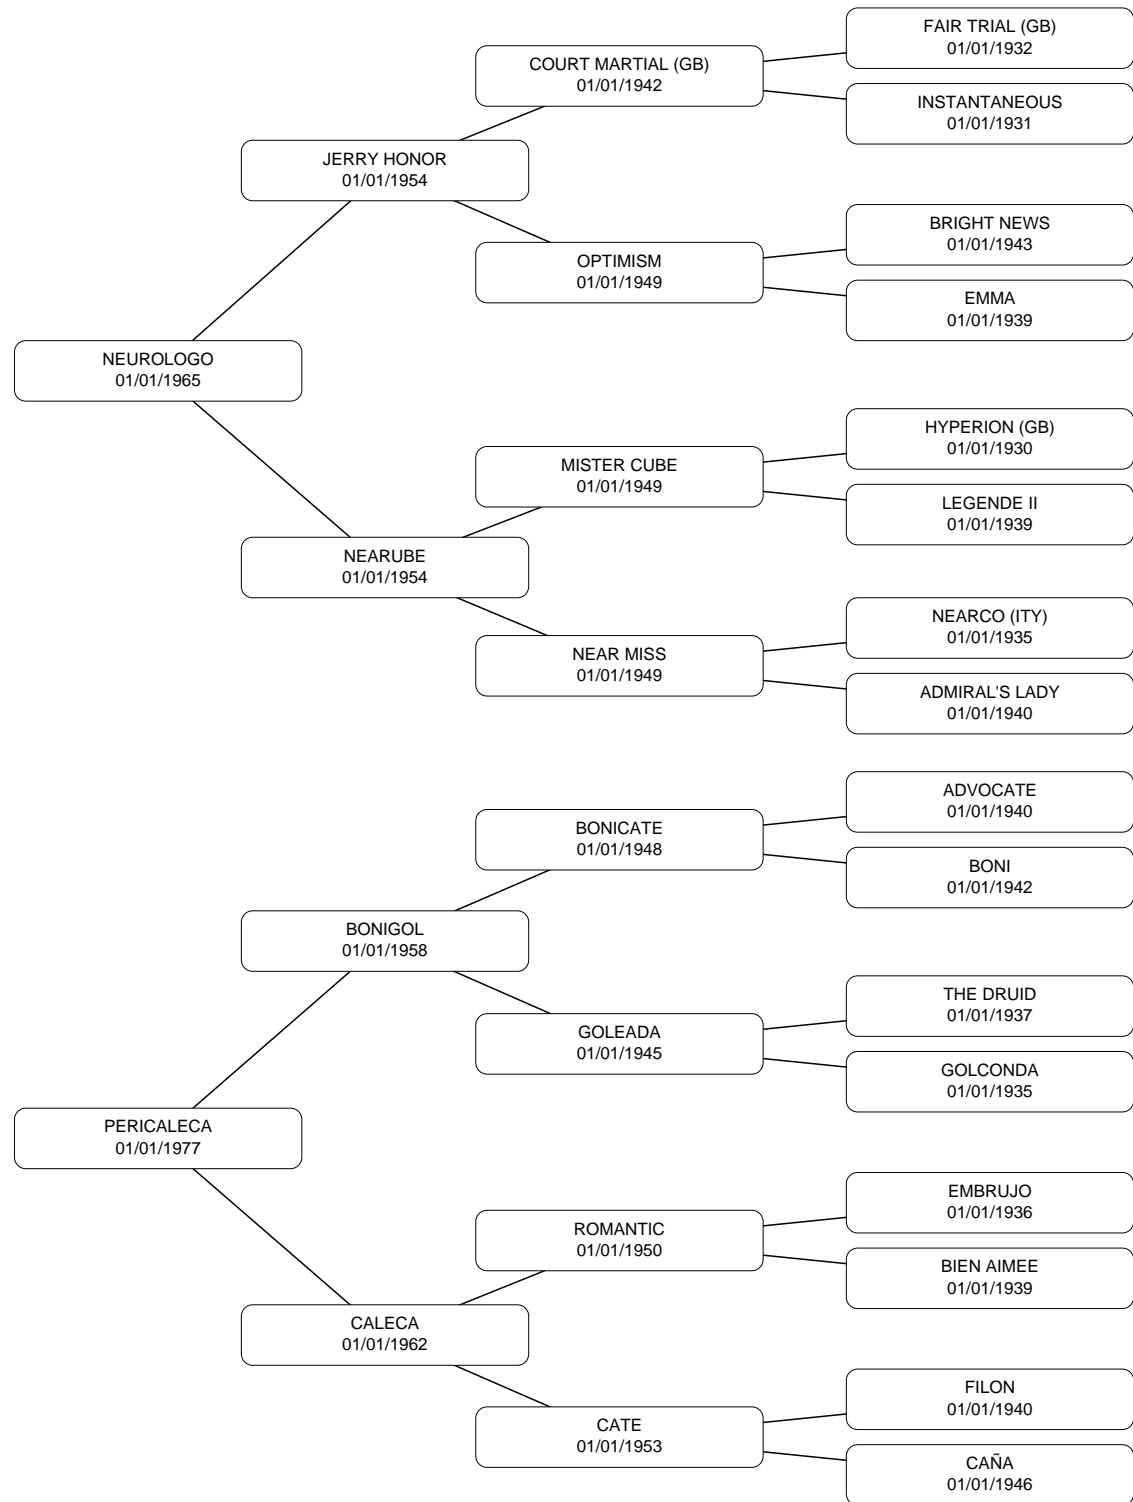 FAIR TRIAL (GB)
01/01/1932
COURT MARTIAL (GB)
01/01/1942
INSTANTANEOUS
01/01/1931
JERRY HONOR
01/01/1954
BRIGHT NEWS
01/01/1943
OPTIMISM
01/01/1949
EMMA
01/01/1939
NEUROLOGO
01/01/1965
HYPERION (GB)
01/01/1930
MISTER CUBE
01/01/1949
LEGENDE II
01/01/1939
NEARUBE
01/01/1954
NEARCO (ITY)
01/01/1935
NEAR MISS
01/01/1949
ADMIRAL'S LADY
01/01/1940
ADVOCATE
01/01/1940
BONICATE
01/01/1948
BONI
01/01/1942
BONIGOL
01/01/1958
THE DRUID
01/01/1937
GOLEADA
01/01/1945
GOLCONDA
01/01/1935
PERICALECA
01/01/1977
EMBRUJO
01/01/1936
ROMANTIC
01/01/1950
BIEN AIMEE
01/01/1939
CALECA
01/01/1962
FILON
01/01/1940
CATE
01/01/1953
CAÑA
01/01/1946